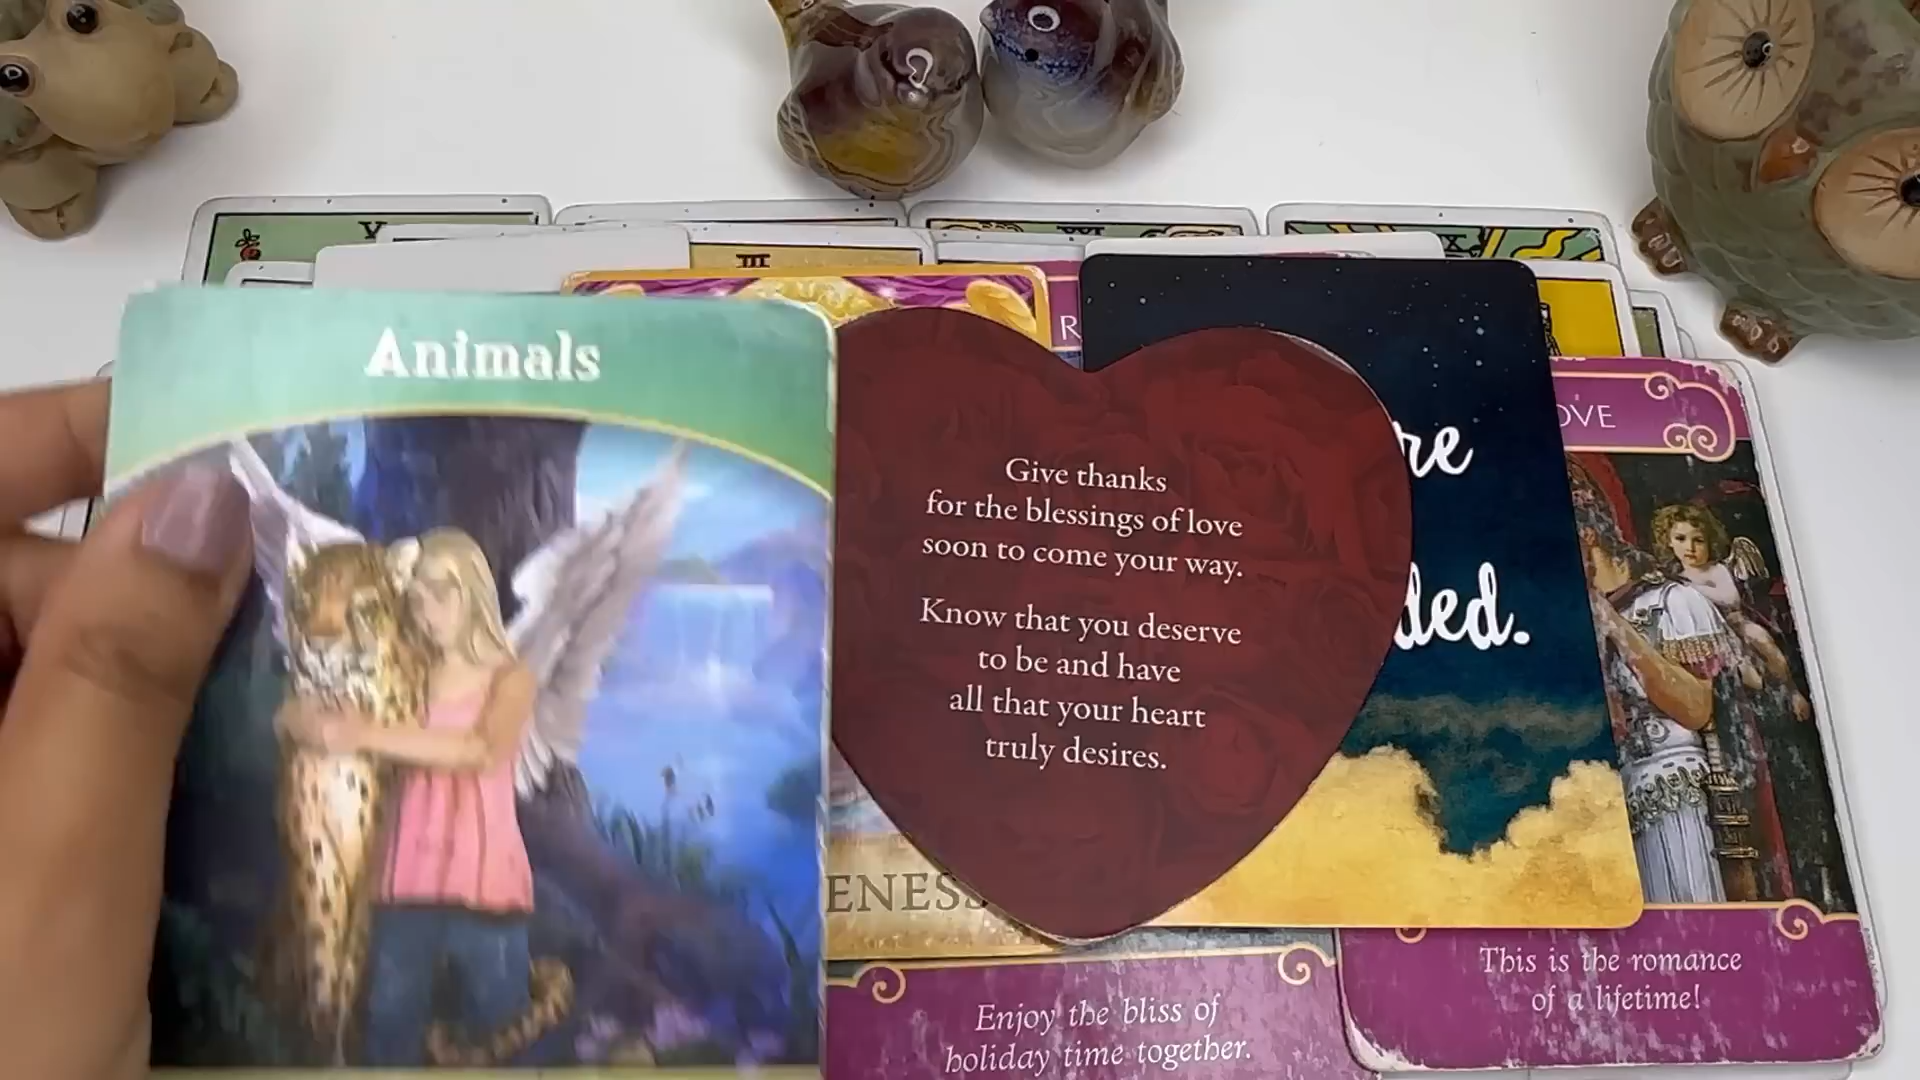 V
III
XVI
X
R
Animals
Give thanks
for the blessings of love
soon to come your way.
Know that you deserve
to be and have
all that your heart
truly desires.
re
ded.
OVE
ENESS
Enjoy the bliss of
holiday time together.
This is the romance
of a lifetime!